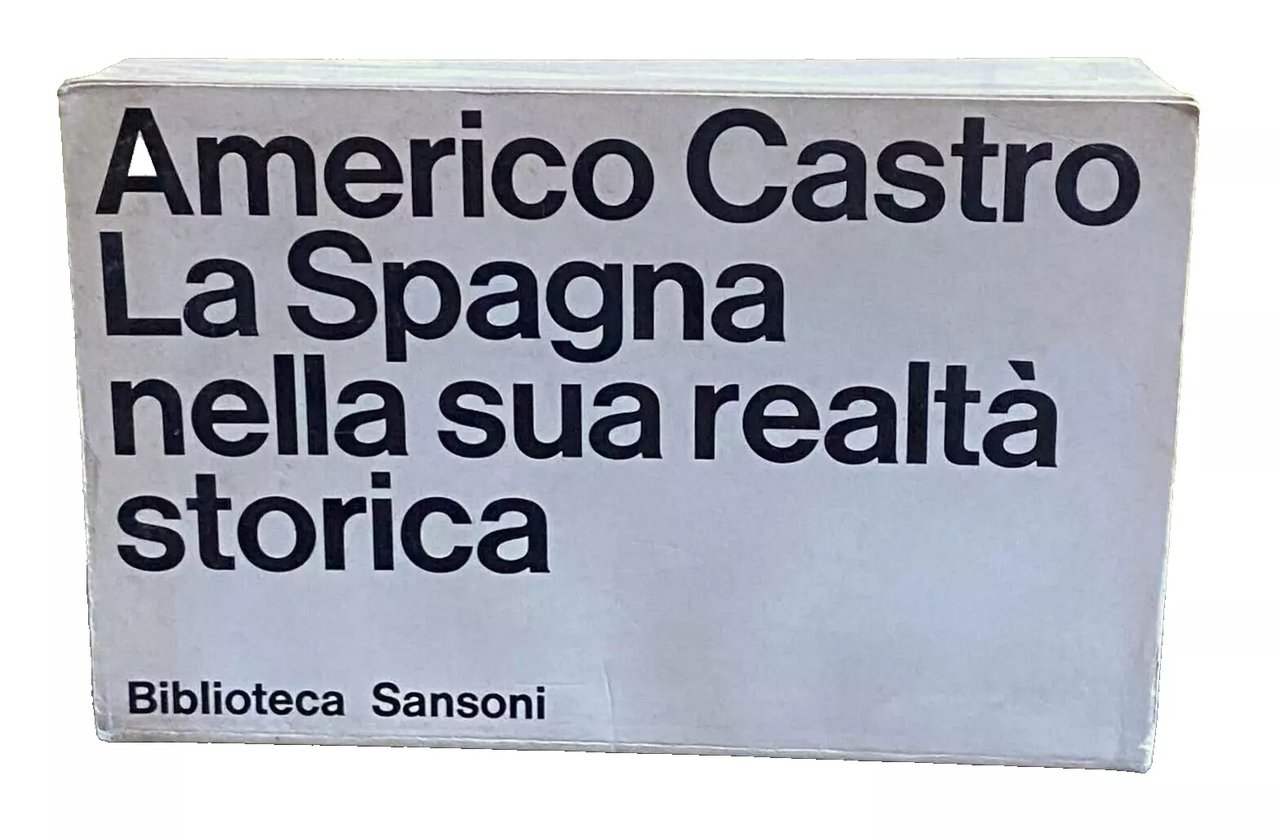 Americo Castro
La Spagna
nella sua realtà
storica
Biblioteca Sansoni